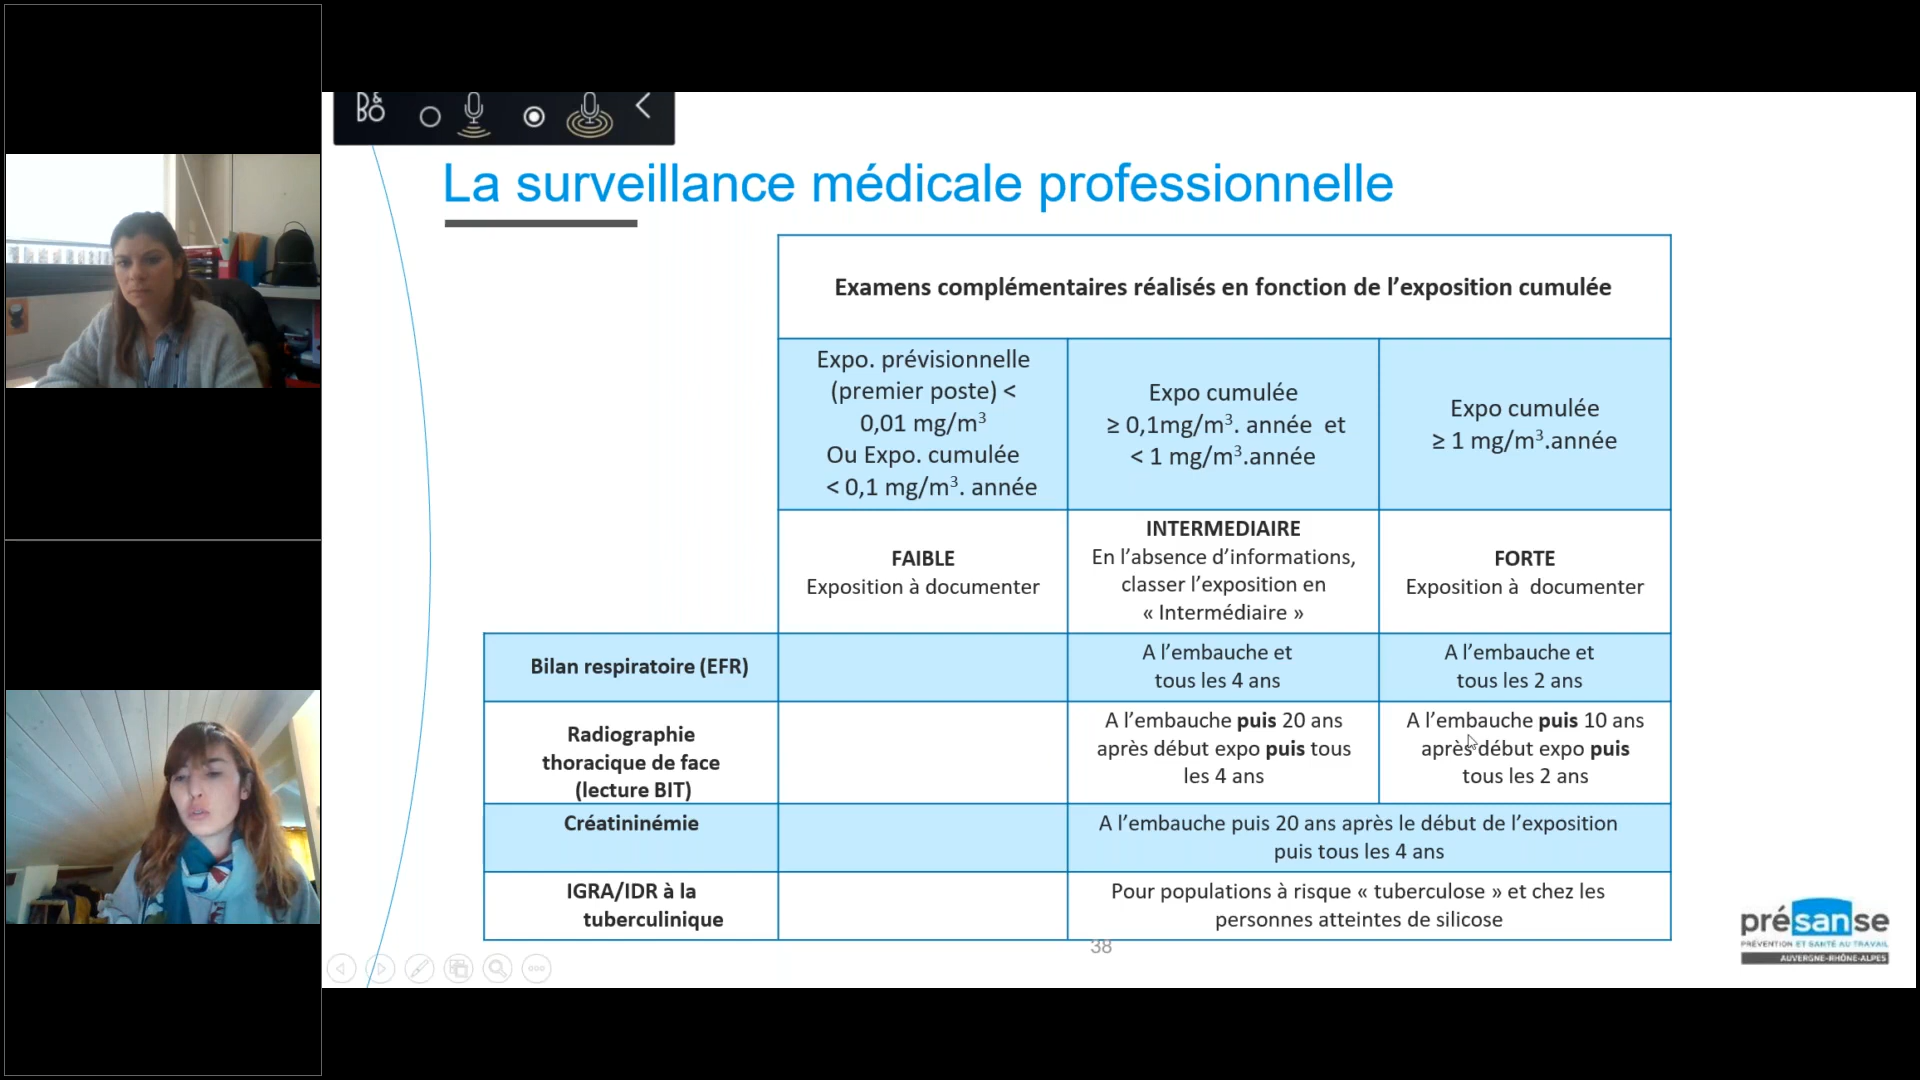 B&
BO
La surveillance médicale professionnelle
Examens complémentaires réalisés en fonction de l’exposition cumulée
Expo. prévisionnelle
(premier poste) <
0,01 mg/m³
Ou Expo. cumulée
< 0,1 mg/m³. année
Expo cumulée
≥ 0,1mg/m³. année et
< 1 mg/m³.année
Expo cumulée
≥ 1 mg/m³.année
FAIBLE
Exposition à documenter
INTERMEDIAIRE
En l’absence d’informations,
classer l’exposition en
« Intermédiaire »
FORTE
Exposition à documenter
Bilan respiratoire (EFR)
A l’embauche et
tous les 4 ans
A l’embauche et
tous les 2 ans
Radiographie
thoracique de face
(lecture BIT)
A l’embauche puis 20 ans
après début expo puis tous
les 4 ans
A l’embauche puis 10 ans
après début expo puis
tous les 2 ans
Créatininémie
A l’embauche puis 20 ans après le début de l’exposition
puis tous les 4 ans
IGRA/IDR à la
tuberculinique
Pour populations à risque « tuberculose » et chez les
personnes atteintes de silicose
38
présanse
PRÉVENTION ET SANTÉ AU TRAVAIL
AUVERGNE-RHÔNE-ALPES